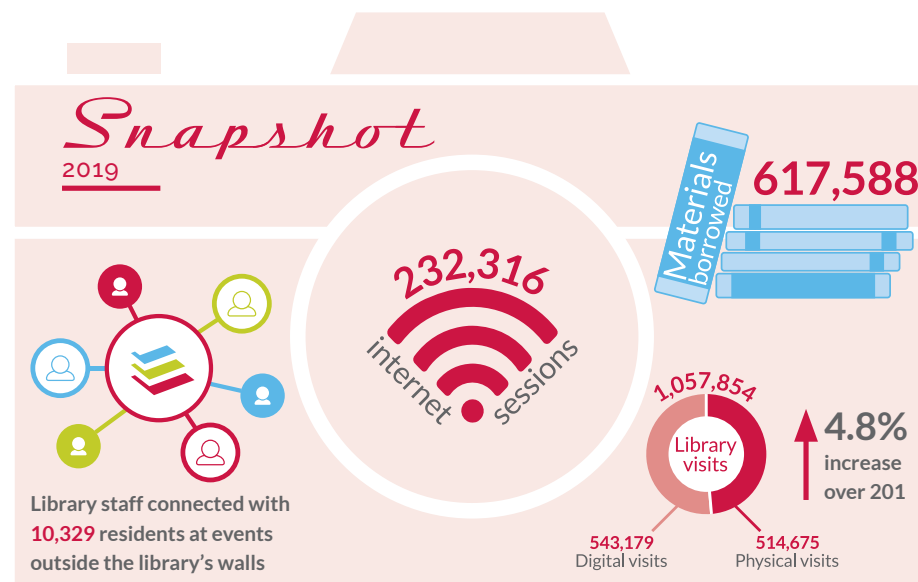 Snapshot
2019
Materials
borrowed
617,588
232,316
internet sessions
Library staff connected with
10,329 residents at events
outside the library's walls
1,057,854
Library
visits
543,179
Digital visits
514,675
Physical visits
4.8%
increase
over 201